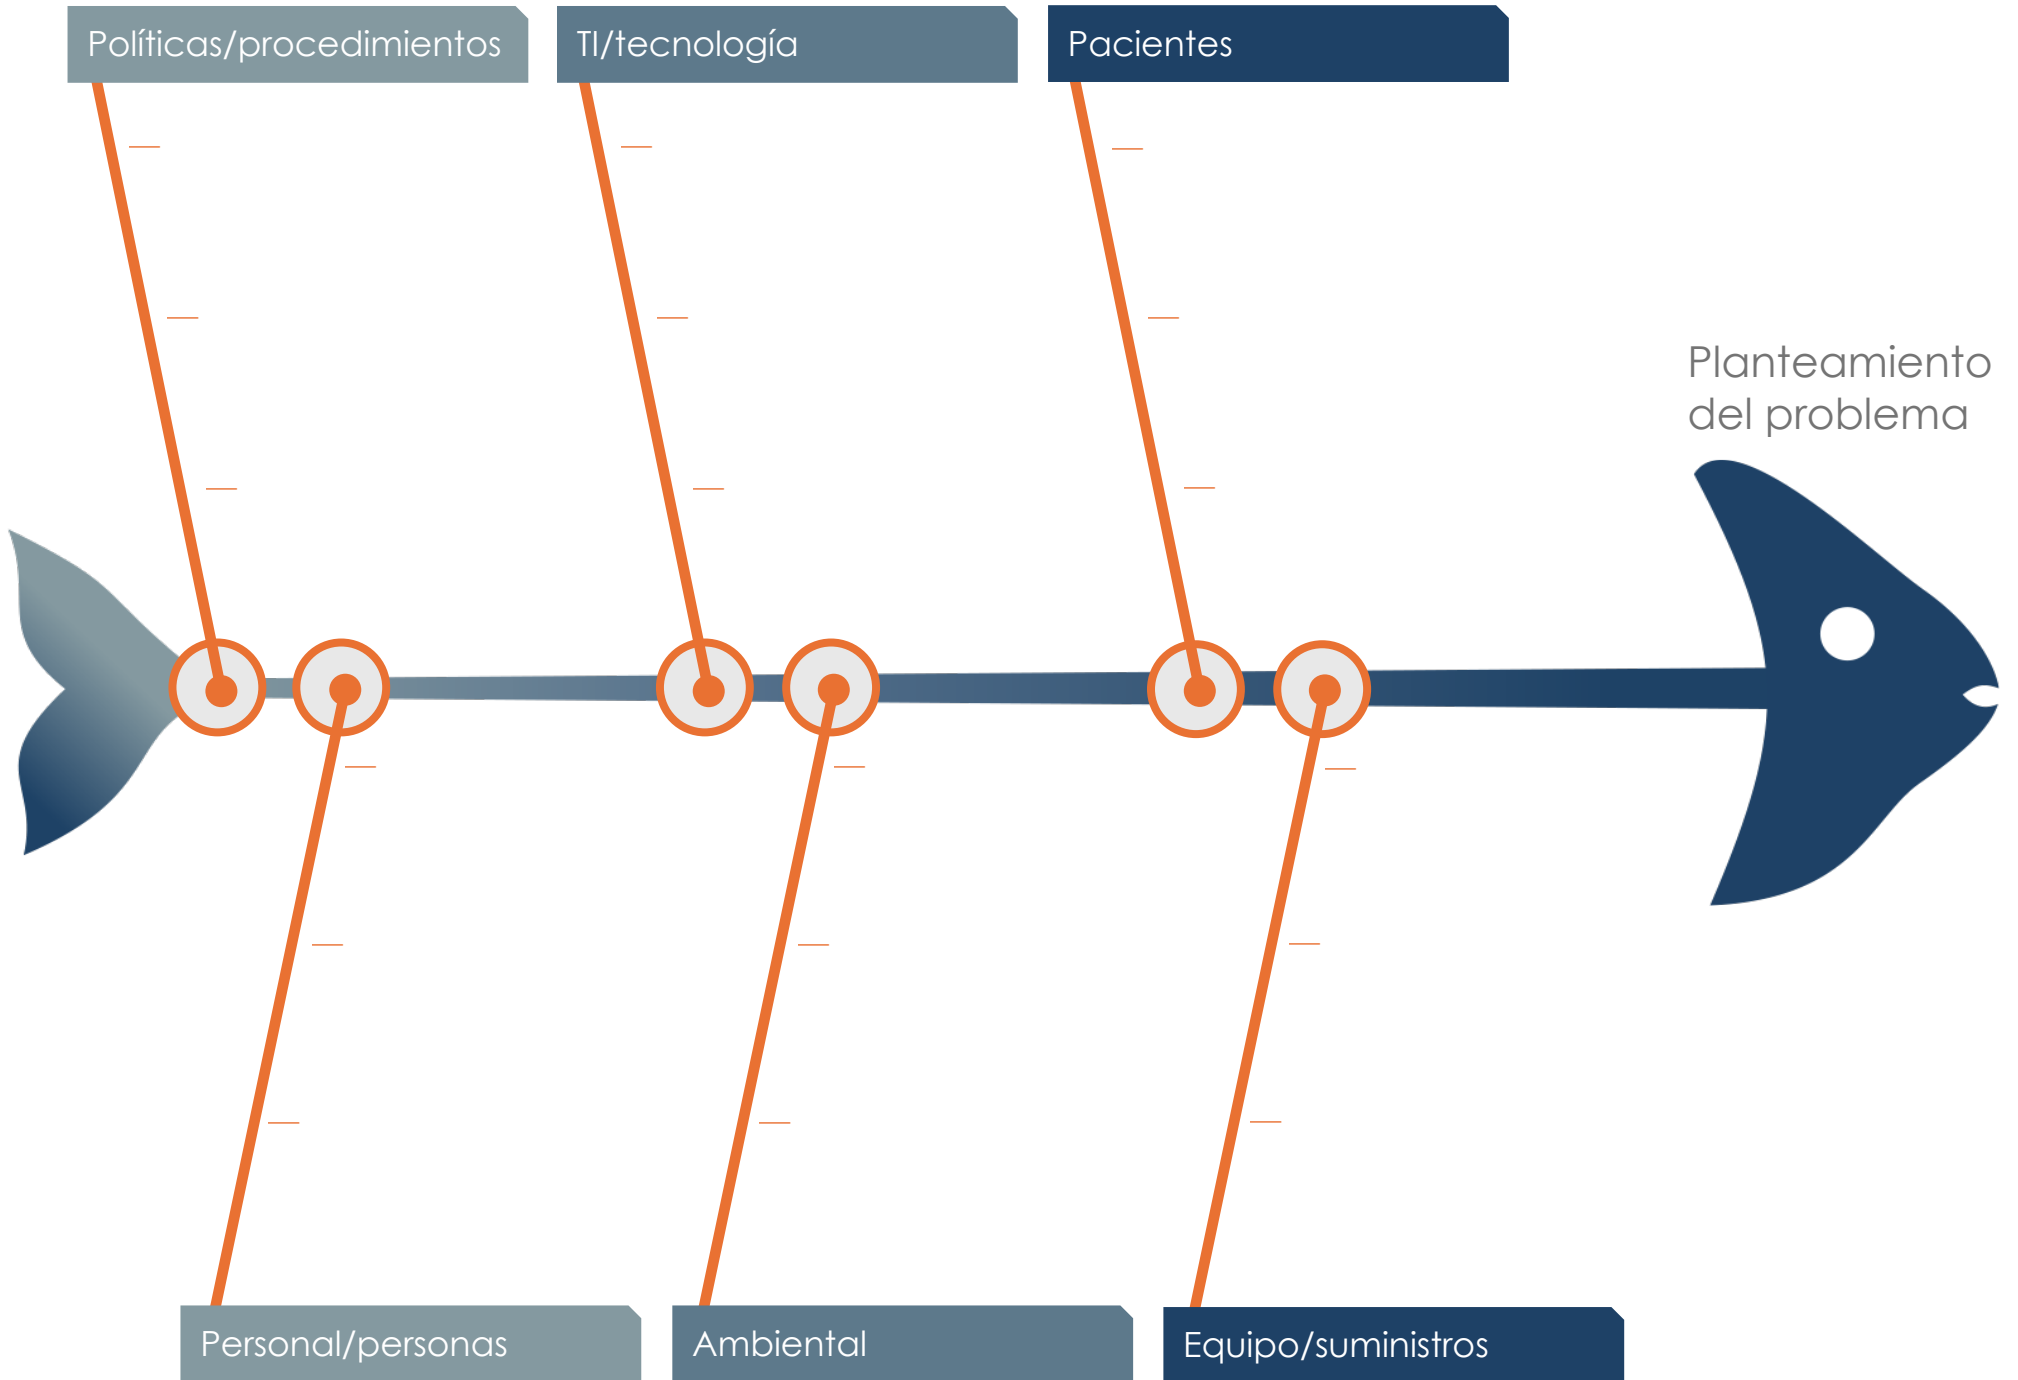 Políticas/procedimientos
TI/tecnología
Pacientes
Planteamiento
del problema
Personal/personas
Ambiental
Equipo/suministros